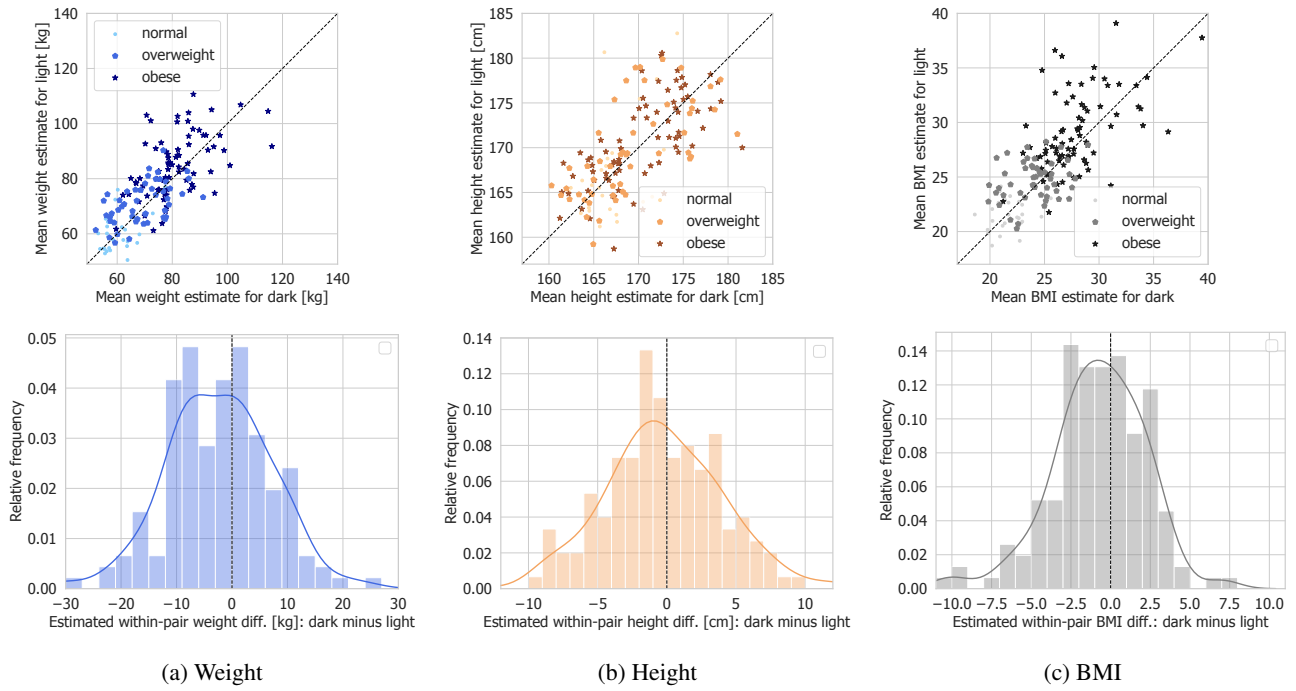 Mean weight estimate for light [kg]
140
120
100
80
60
normal
overweight
obese
60 80 100 120 140
Mean weight estimate for dark [kg]
Mean height estimate for light [cm]
185
180
175
170
165
160
normal
overweight
obese
160 165 170 175 180 185
Mean height estimate for dark [cm]
Mean BMI estimate for light
40
35
30
25
20
normal
overweight
obese
20 25 30 35 40
Mean BMI estimate for dark
Relative frequency
0.05
0.04
0.03
0.02
0.01
0.00
−30 −20 −10 0 10 20 30
Estimated within-pair weight diff. [kg]: dark minus light
Relative frequency
0.14
0.12
0.10
0.08
0.06
0.04
0.02
0.00
−10 −5 0 5 10
Estimated within-pair height diff. [cm]: dark minus light
Relative frequency
0.14
0.12
0.10
0.08
0.06
0.04
0.02
0.00
−10.0 −7.5 −5.0 −2.5 0.0 2.5 5.0 7.5 10.0
Estimated within-pair BMI diff.: dark minus light
(a) Weight
(b) Height
(c) BMI